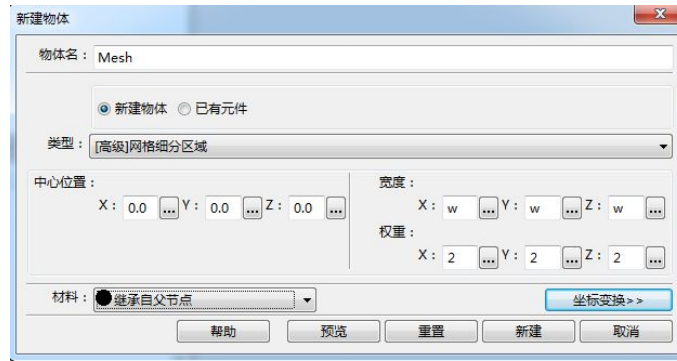 新建物体
物体名： Mesh
新建物体 已有元件
类型： [高级]网格细分区域
中心位置： 宽度：
X： 0.0 ... Y： 0.0 ... Z： 0.0 ... X： w ... Y： w ... Z： w ...
权重：
X： 2 ... Y： 2 ... Z： 2 ...
材料： 继承自父节点 坐标变换>>
帮助 预览 重置 新建 取消